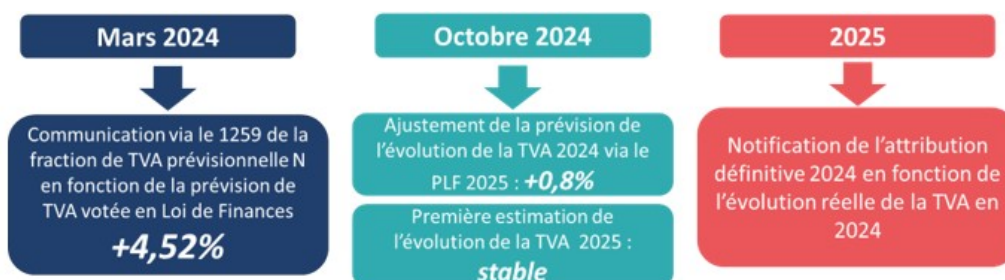 Mars 2024
Communication via le 1259 de la
fraction de TVA prévisionnelle N
en fonction de la prévision de
TVA votée en Loi de Finances
+4,52%
Octobre 2024
Ajustement de la prévision de
l'évolution de la TVA 2024 via le
PLF 2025 : +0,8%
Première estimation de
l'évolution de la TVA 2025 :
stable
2025
Notification de l'attribution
définitive 2024 en fonction de
l'évolution réelle de la TVA en
2024